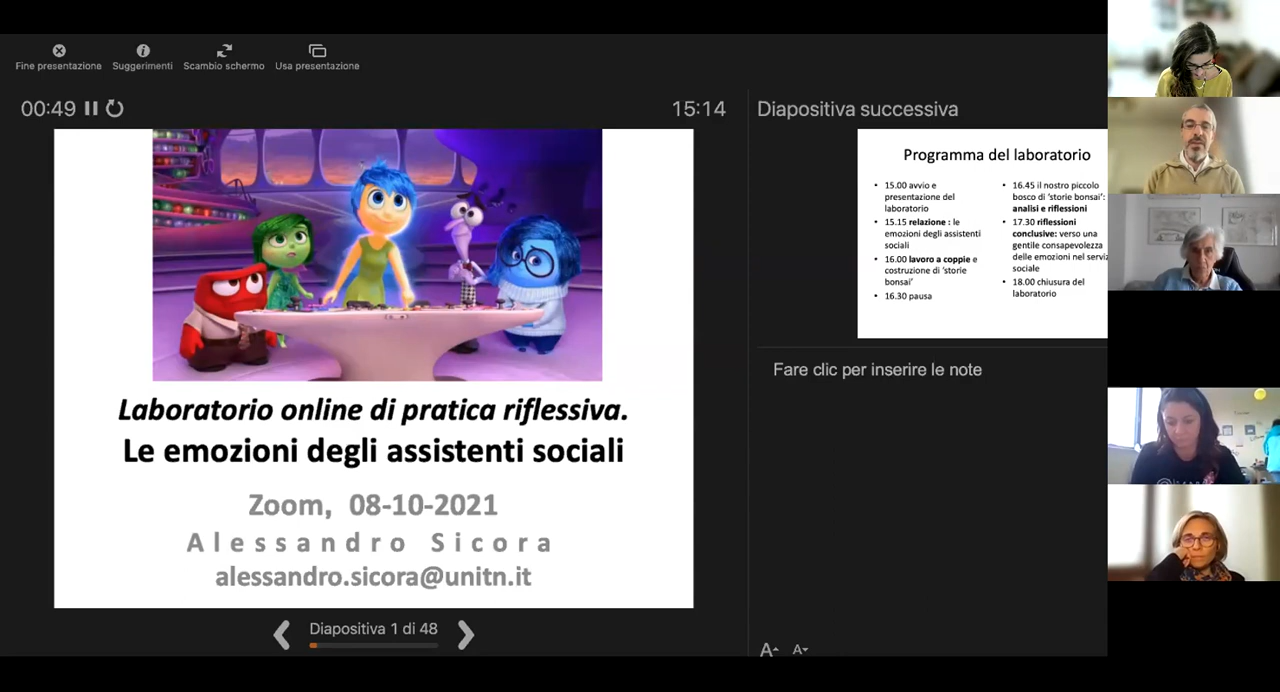 Fine presentazione
Suggerimenti
Scambio schermo
Usa presentazione
00:49
15:14
Laboratorio online di pratica riflessiva.
Le emozioni degli assistenti sociali
Zoom, 08-10-2021
Alessandro Sicora
alessandro.sicora@unitn.it
Diapositiva 1 di 48
Diapositiva successiva
Programma del laboratorio
• 15.00 avvio e
presentazione del
laboratorio
• 15.15 relazione : le
emozioni degli assistenti
sociali
• 16.00 lavoro a coppie e
costruzione di 'storie
bonsai'
• 16.30 pausa
• 16.45 il nostro piccolo
bosco di 'storie bonsai':
analisi e riflessioni
• 17.30 riflessioni
conclusive: verso una
gentile consapevolezza
delle emozioni nel serviz
sociale
• 18.00 chiusura del
laboratorio
Fare clic per inserire le note
A A